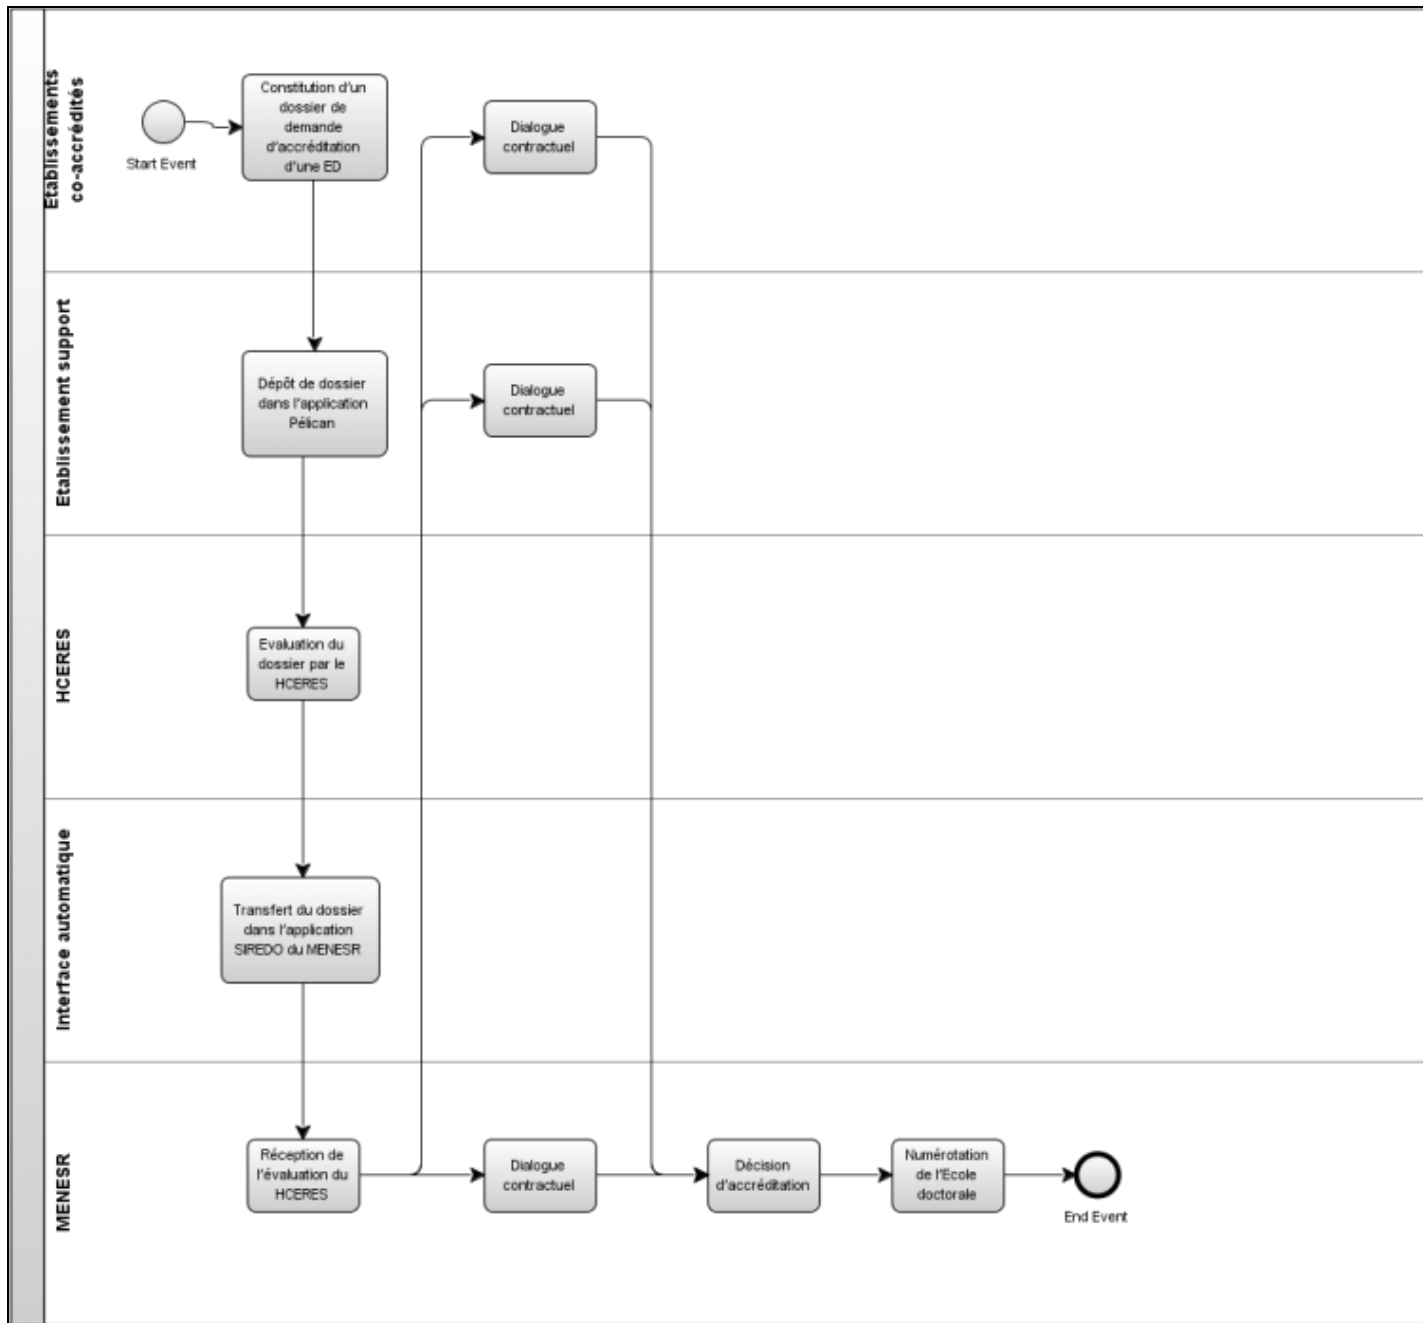 Etablissements
co-accrédités
Start Event
Constitution d'un
dossier de
demande
d'accréditation
d'une ED
Dialogue
contractuel
Etablissement support
Dépôt de dossier
dans l'application
Pélican
Dialogue
contractuel
HCERES
Evaluation du
dossier par le
HCERES
Interface automatique
Transfert du dossier
dans l'application
SIREDO du MENESR
MENESR
Réception de
l'évaluation du
HCERES
Dialogue
contractuel
Décision
d'accréditation
Numérotation
de l'Ecole
doctorale
End Event